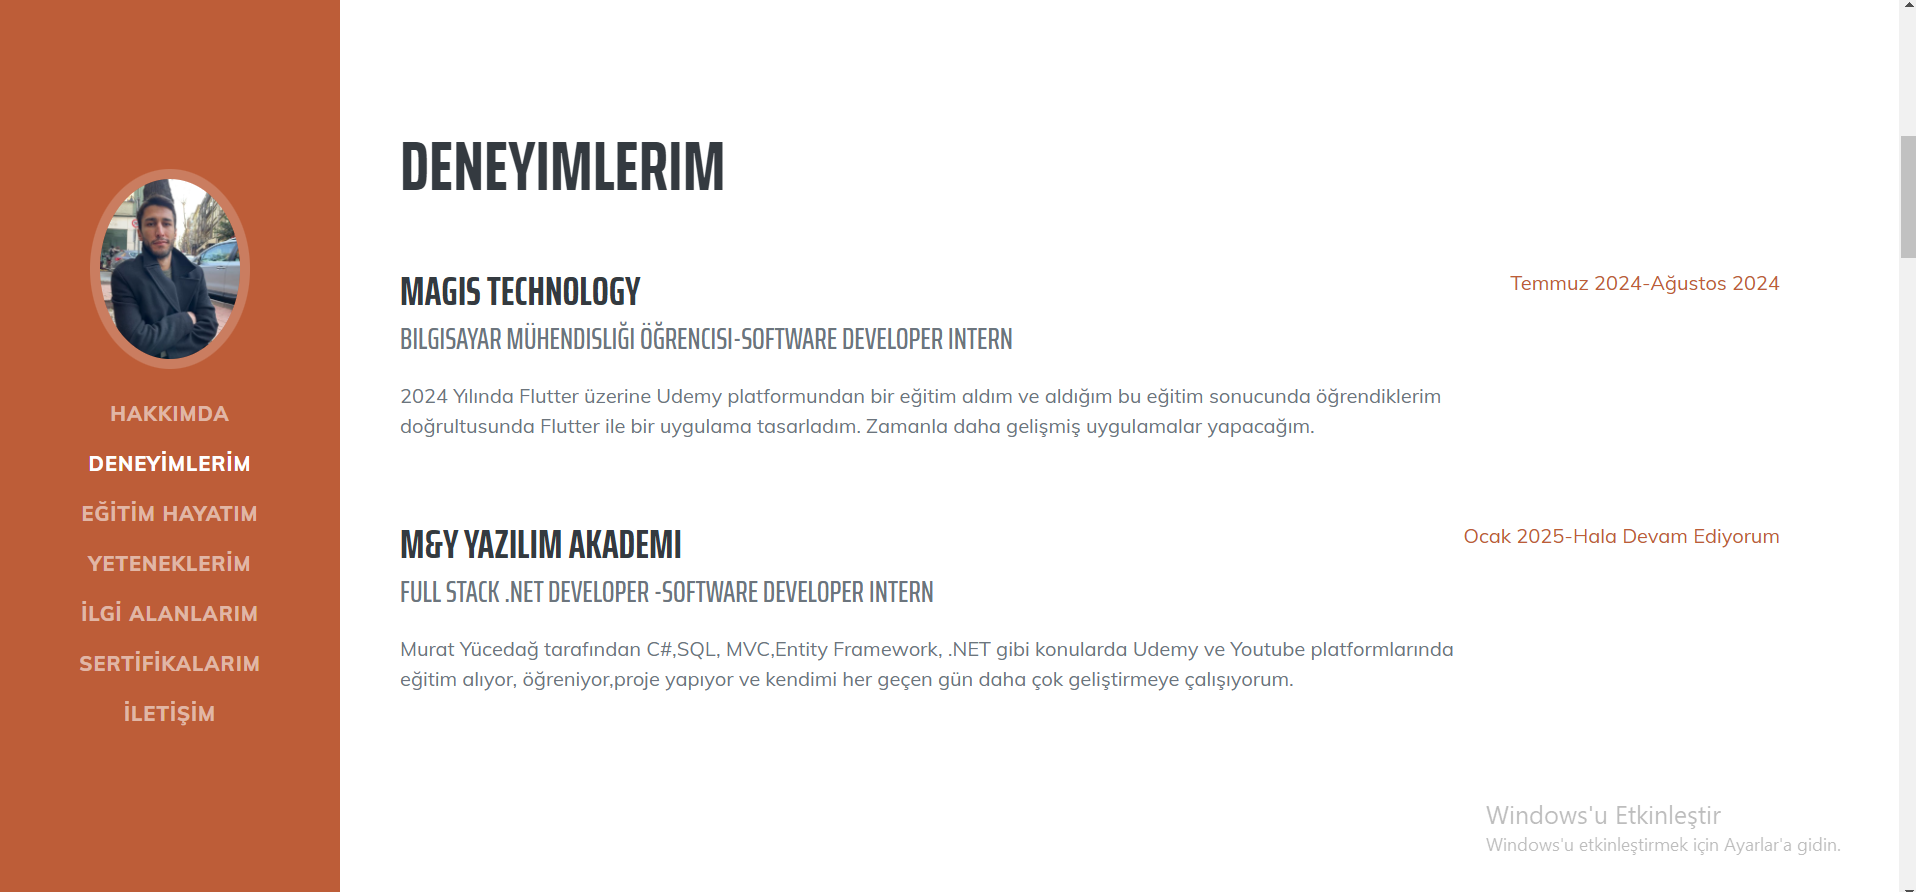 HAKKIMDA
DENEYİMLERİM
EĞİTİM HAYATIM
YETENEKLERİM
İLGİ ALANLARIM
SERTİFİKALARIM
İLETİŞİM
DENEYIMLERIM
MAGIS TECHNOLOGY
Temmuz 2024-Ağustos 2024
BILGISAYAR MÜHENDISLIĞI ÖĞRENCISI-SOFTWARE DEVELOPER INTERN
2024 Yılında Flutter üzerine Udemy platformundan bir eğitim aldım ve aldığım bu eğitim sonucunda öğrendiklerim
doğrultusunda Flutter ile bir uygulama tasarladım. Zamanla daha gelişmiş uygulamalar yapacağım.
M&Y YAZILIM AKADEMI
Ocak 2025-Hala Devam Ediyorum
FULL STACK .NET DEVELOPER -SOFTWARE DEVELOPER INTERN
Murat Yücedağ tarafından C#,SQL, MVC,Entity Framework, .NET gibi konularda Udemy ve Youtube platformlarında
eğitim alıyor, öğreniyor,proje yapıyor ve kendimi her geçen gün daha çok geliştirmeye çalışıyorum.
Windows'u Etkinleştir
Windows'u etkinleştirmek için Ayarlar'a gidin.